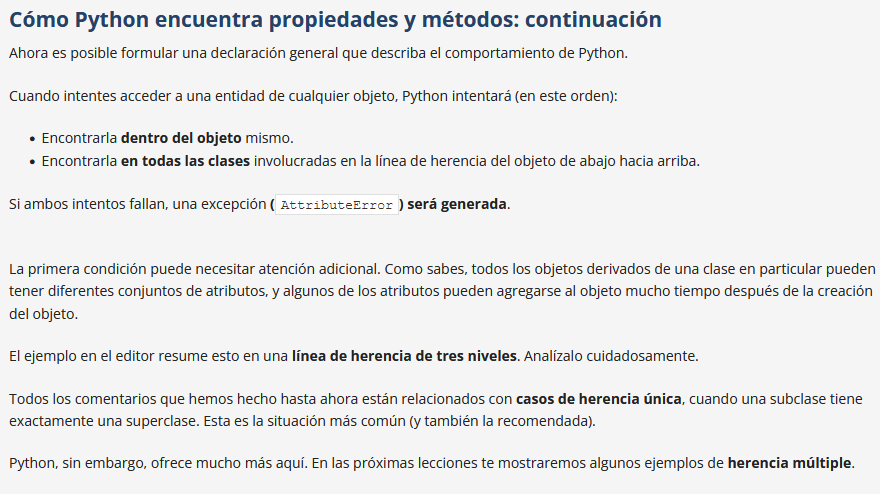 Cómo Python encuentra propiedades y métodos: continuación
Ahora es posible formular una declaración general que describa el comportamiento de Python.
Cuando intentes acceder a una entidad de cualquier objeto, Python intentará (en este orden):
• Encontrarla dentro del objeto mismo.
• Encontrarla en todas las clases involucradas en la línea de herencia del objeto de abajo hacia arriba.
Si ambos intentos fallan, una excepción ( AttributeError ) será generada.
La primera condición puede necesitar atención adicional. Como sabes, todos los objetos derivados de una clase en particular pueden
tener diferentes conjuntos de atributos, y algunos de los atributos pueden agregarse al objeto mucho tiempo después de la creación
del objeto.
El ejemplo en el editor resume esto en una línea de herencia de tres niveles. Analízalo cuidadosamente.
Todos los comentarios que hemos hecho hasta ahora están relacionados con casos de herencia única, cuando una subclase tiene
exactamente una superclase. Esta es la situación más común (y también la recomendada).
Python, sin embargo, ofrece mucho más aquí. En las próximas lecciones te mostraremos algunos ejemplos de herencia múltiple.